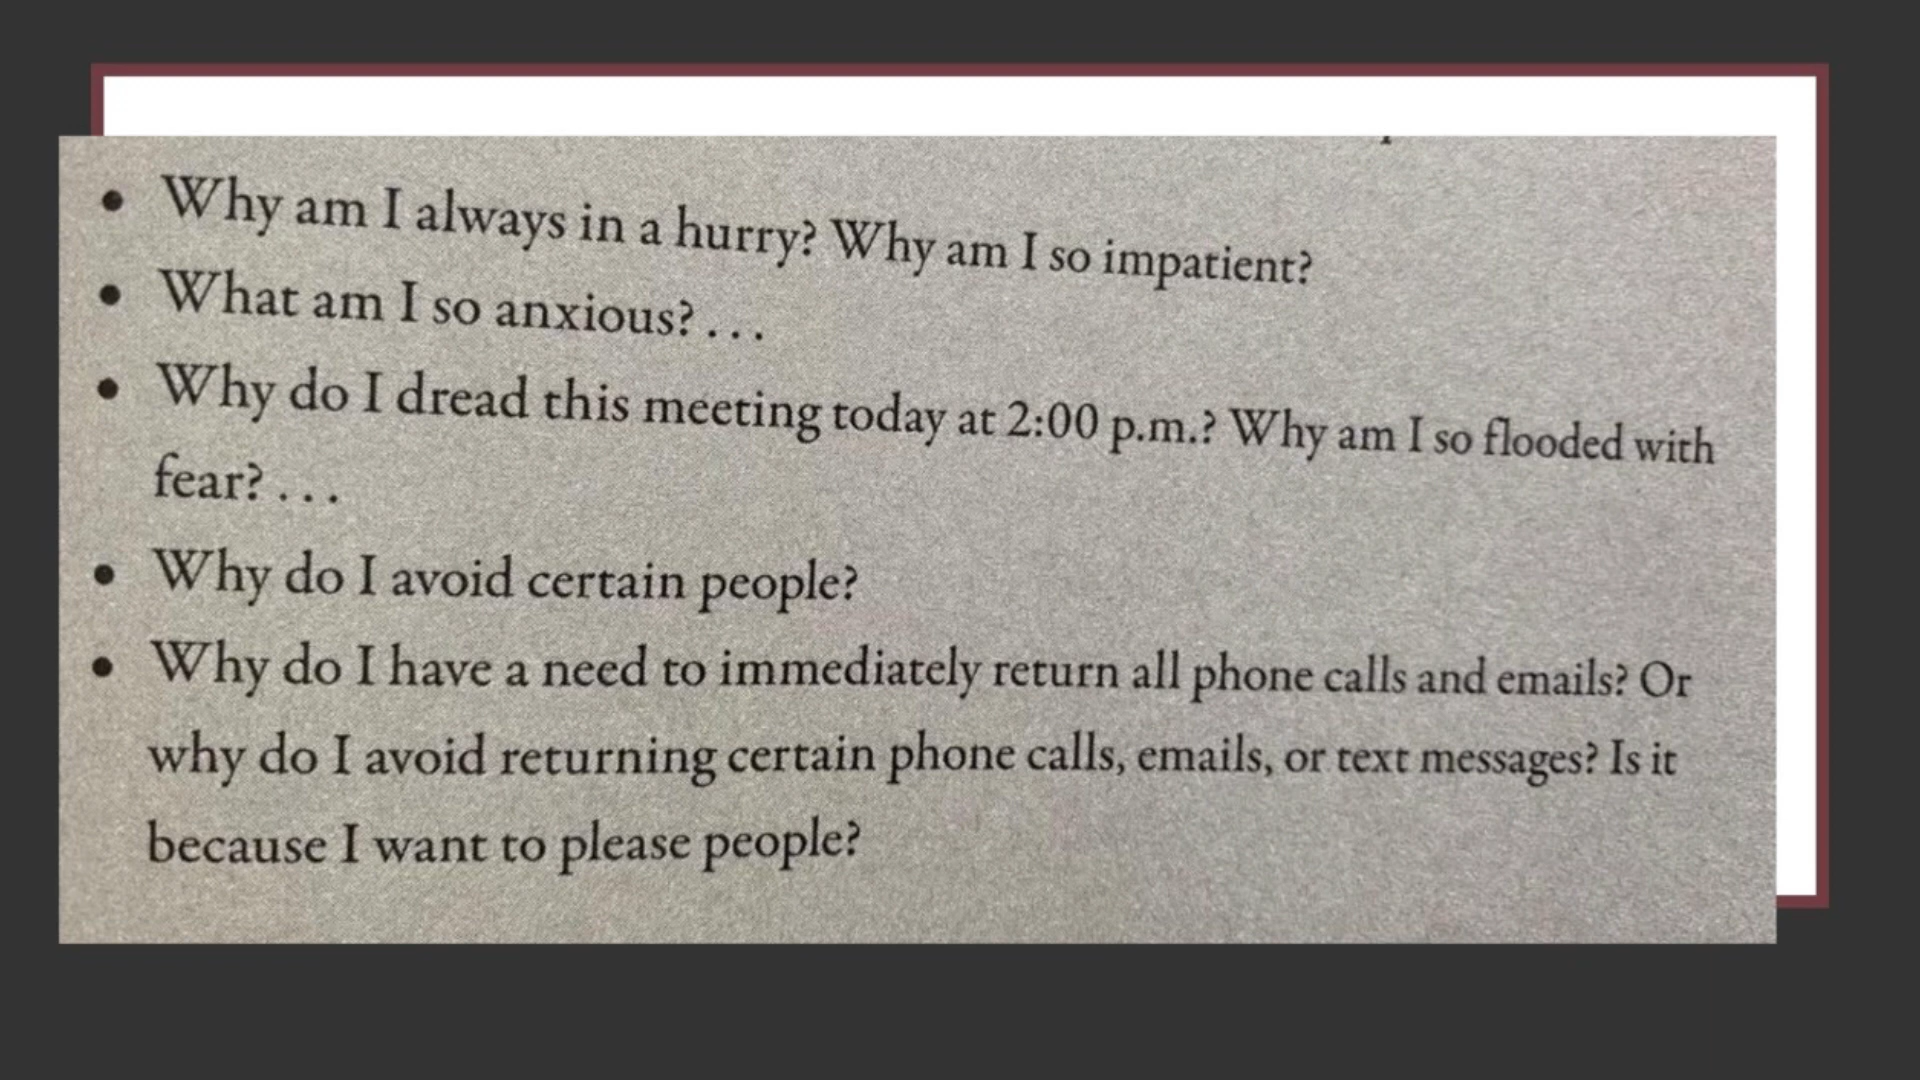 • Why am I always in a hurry? Why am I so impatient?
• What am I so anxious? . . .
• Why do I dread this meeting today at 2:00 p.m.? Why am I so flooded with
fear? . . .
• Why do I avoid certain people?
• Why do I have a need to immediately return all phone calls and emails? Or
why do I avoid returning certain phone calls, emails, or text messages? Is it
because I want to please people?